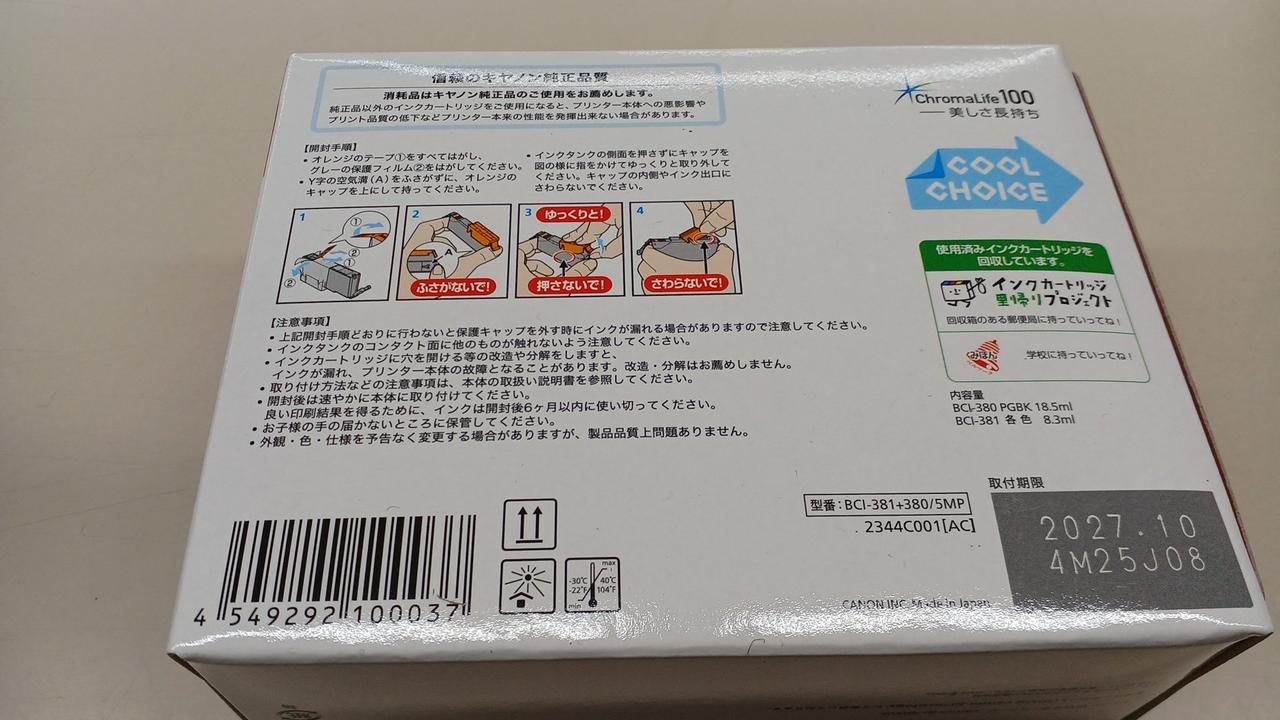 信頼のキヤノン純正品質
消耗品はキヤノン純正品のご使用をお薦めします。
純正品以外のインクカートリッジをご使用になると、プリンター本体への悪影響や
プリント品質の低下などプリンター本来の性能を発揮出来ない場合があります。
【開封手順】
• オレンジのテープ①をすべてはがし、
グレーの保護フィルム②をはがしてください。
• Y字の空気溝(A)をふさがずに、オレンジの
キャップを上にして持ってください。
• インクタンクの側面を押さずにキャップを
図の様に指をかけてゆっくりと取り外して
ください。キャップの内側やインク出口に
さわらないでください。
1
①
②
①
②
2
A
ふさがないで!
3
ゆっくりと!
押さないで!
4
さわらないで!
【注意事項】
• 上記開封手順どおりに行わないと保護キャップを外す時にインクが漏れる場合がありますので注意してください。
• インクタンクのコンタクト面に他のものが触れないよう注意してください。
• インクカートリッジに穴を開ける等の改造や分解をしますと、
インクが漏れ、プリンター本体の故障となることがあります。改造・分解はお薦めしません。
• 取り付け方法などの注意事項は、本体の取扱い説明書を参照してください。
• 開封後は速やかに本体に取り付けてください。
良い印刷結果を得るために、インクは開封後6ヶ月以内に使い切ってください。
• お子様の手の届かないところに保管してください。
• 外観・色・仕様を予告なく変更する場合がありますが、製品品質上問題ありません。
ChromaLife100
美しさ長持ち
COOL
CHOICE
使用済みインクカートリッジを
回収しています。
インクカートリッジ
里帰りプロジェクト
回収箱のある郵便局に持っていってね!
みほん
学校に持っていってね!
内容量
BCI-380 PGBK 18.5ml
BCI-381 各色 8.3ml
取付期限
2027.10
4M25J08
型番:BCI-381+380/5MP
2344C001[AC]
CANON INC. Made in Japan
4 549292 100037
-30℃
-22℉
min
max
40℃
104℉